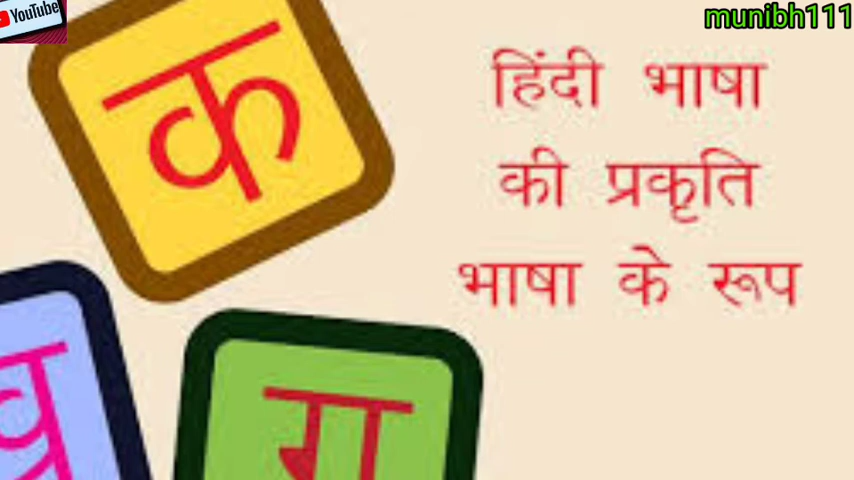 YouTube
munibh111
क
हिंदी भाषा
की प्रकृति
भाषा के रूप
ख
ग